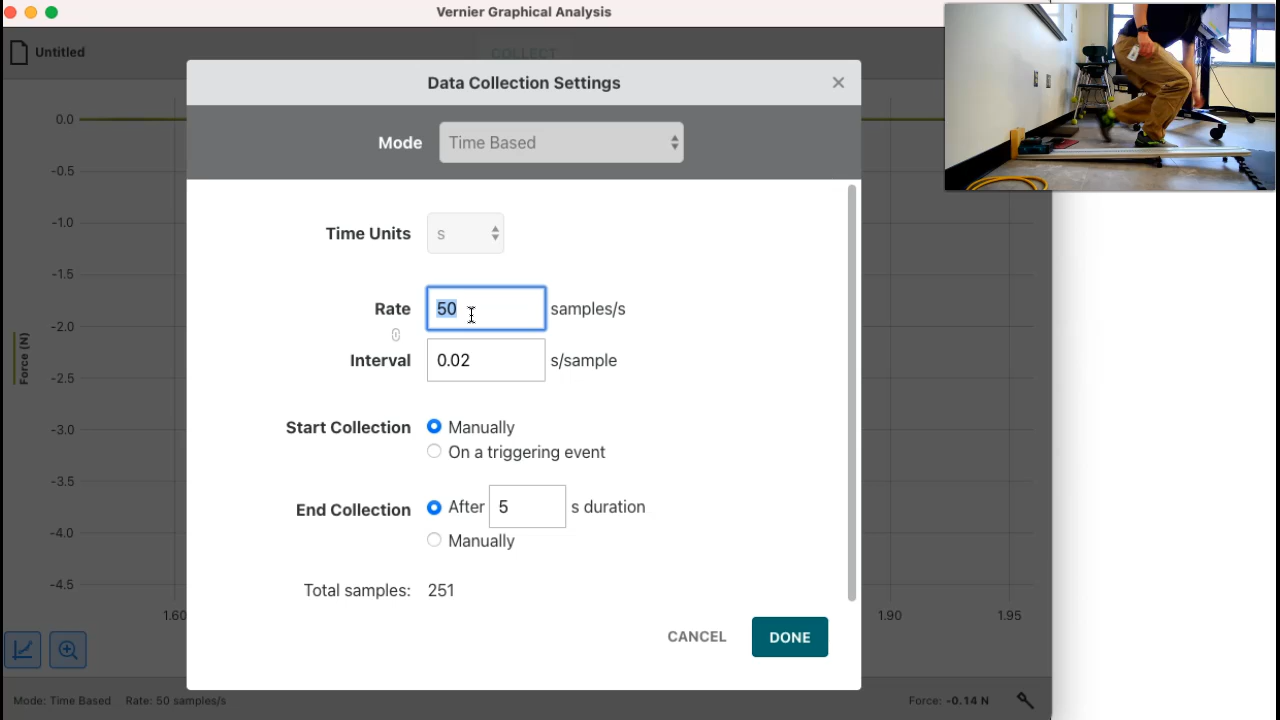 Vernier Graphical Analysis
Untitled
COLLECT
Data Collection Settings
Mode Time Based
Time Units s
Rate 50 samples/s
Interval 0.02 s/sample
Start Collection Manually
On a triggering event
End Collection After 5 s duration
Manually
Total samples: 251
CANCEL DONE
0.0
-0.5
-1.0
-1.5
-2.0
-2.5
-3.0
-3.5
-4.0
-4.5
Force (N)
1.60 1.90 1.95
Mode: Time Based Rate: 50 samples/s Force: -0.14 N